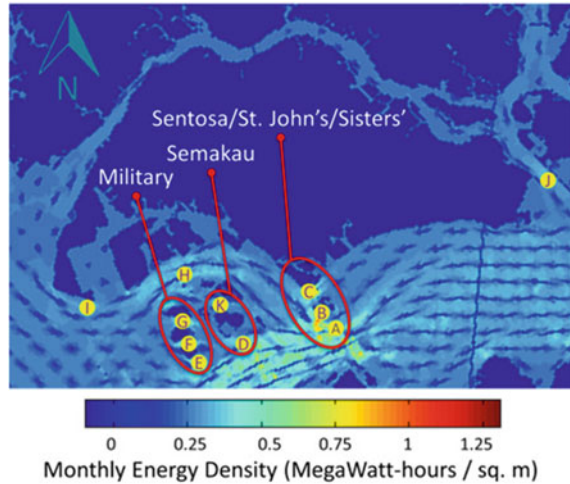 N
Sentosa/St. John's/Sisters'
Semakau
Military
J
H
C
I
K
B
G
A
F
D
E
0 0.25 0.5 0.75 1 1.25
Monthly Energy Density (MegaWatt-hours / sq. m)